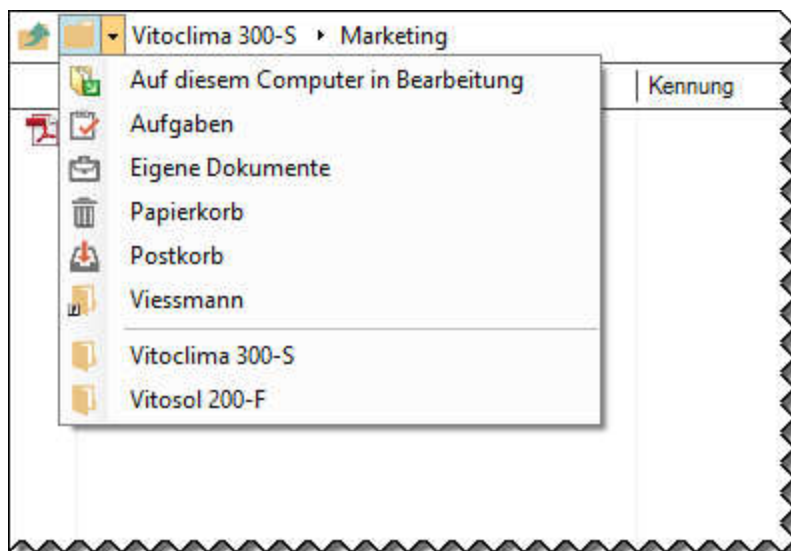 Vitoclima 300-S ▸ Marketing
Auf diesem Computer in Bearbeitung
Kennung
Aufgaben
Eigene Dokumente
Papierkorb
Postkorb
Viessmann
Vitoclima 300-S
Vitosol 200-F